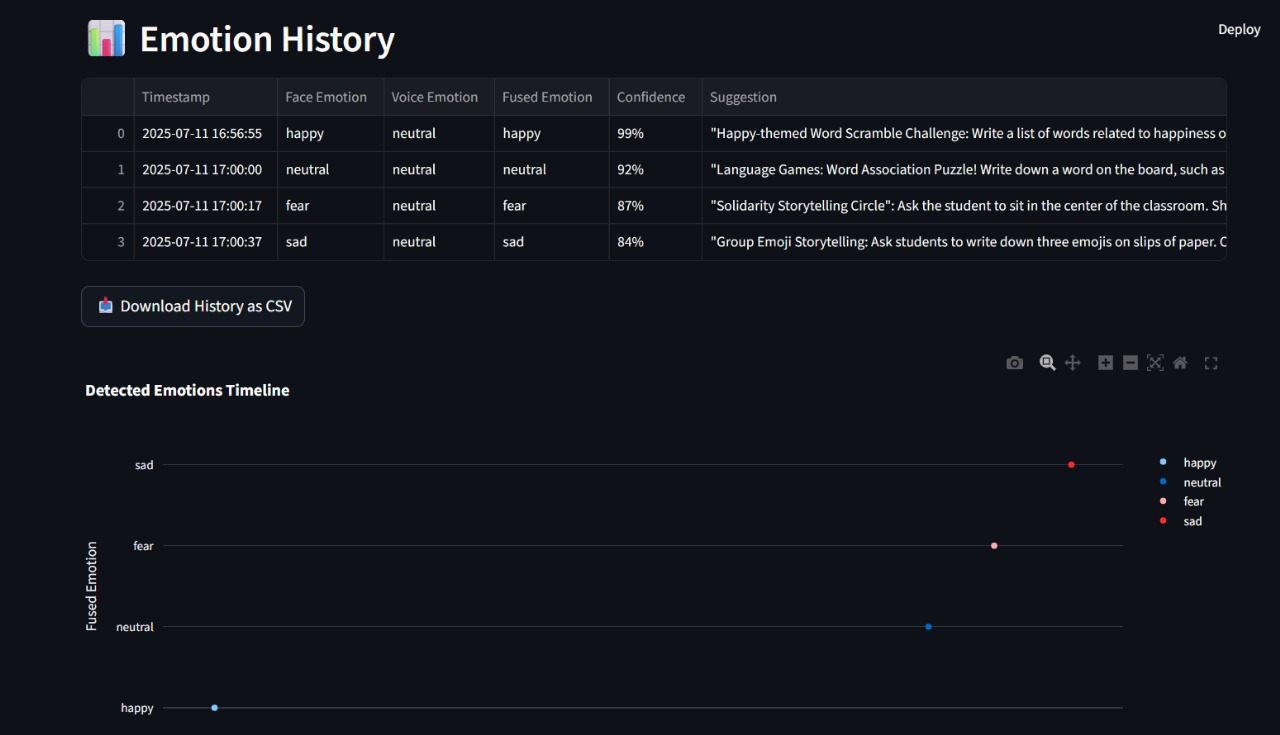 Emotion History
Deploy
Timestamp Face Emotion Voice Emotion Fused Emotion Confidence Suggestion
0 2025-07-11 16:56:55 happy neutral happy 99% "Happy-themed Word Scramble Challenge: Write a list of words related to happiness o
1 2025-07-11 17:00:00 neutral neutral neutral 92% "Language Games: Word Association Puzzle! Write down a word on the board, such as
2 2025-07-11 17:00:17 fear neutral fear 87% "Solidarity Storytelling Circle": Ask the student to sit in the center of the classroom. Sh
3 2025-07-11 17:00:37 sad neutral sad 84% "Group Emoji Storytelling: Ask students to write down three emojis on slips of paper. C
Download History as CSV
Detected Emotions Timeline
sad
fear
neutral
happy
Fused Emotion
happy
neutral
fear
sad